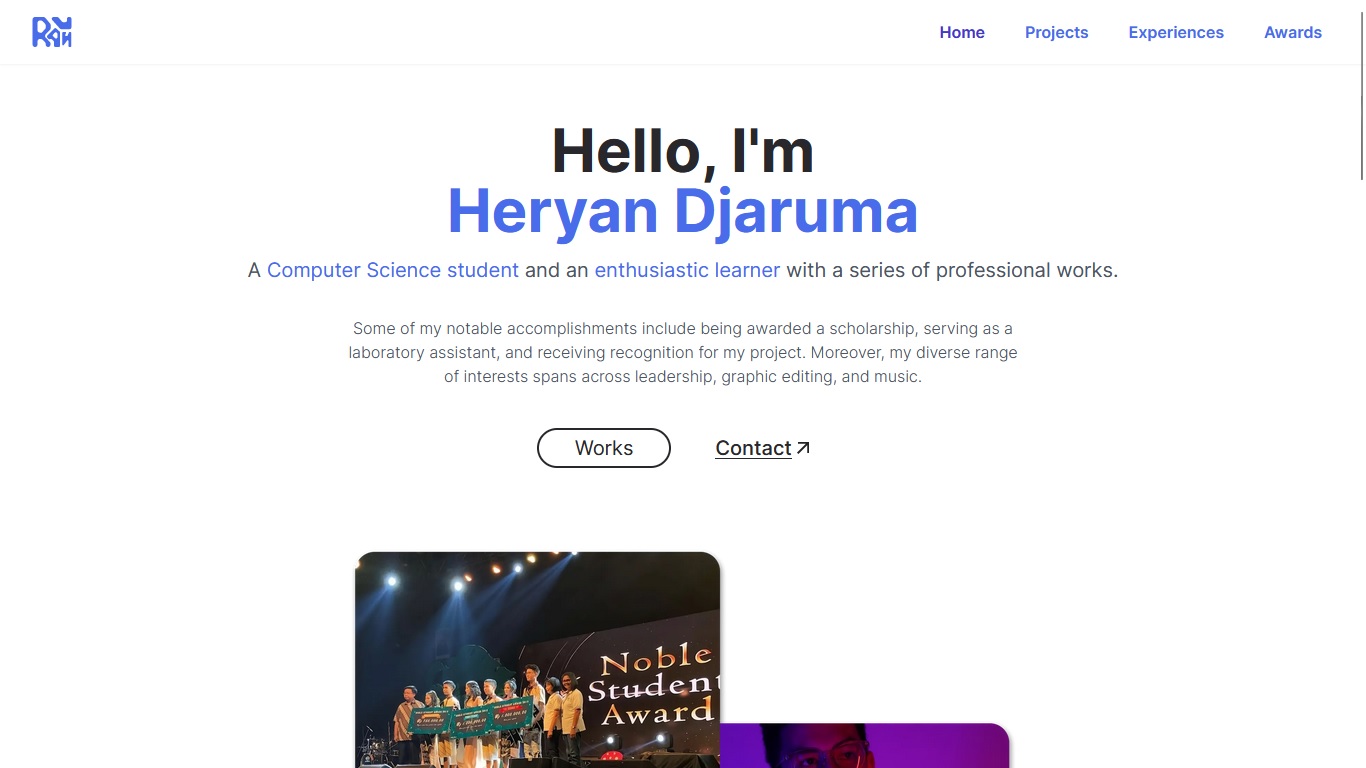 RYAN
Home Projects Experiences Awards
Hello, I'm
Heryan Djaruma
A Computer Science student and an enthusiastic learner with a series of professional works.
Some of my notable accomplishments include being awarded a scholarship, serving as a
laboratory assistant, and receiving recognition for my project. Moreover, my diverse range
of interests spans across leadership, graphic editing, and music.
Works Contact
Noble
Student
Award